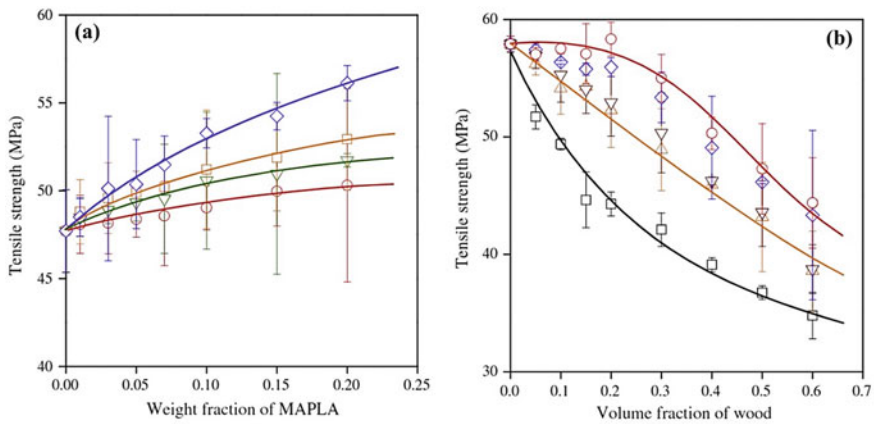 (a)
60
55
50
45
40
0.00 0.05 0.10 0.15 0.20 0.25
Tensile strength (MPa)
Weight fraction of MAPLA
(b)
60
50
40
30
0.0 0.1 0.2 0.3 0.4 0.5 0.6 0.7
Tensile strength (MPa)
Volume fraction of wood